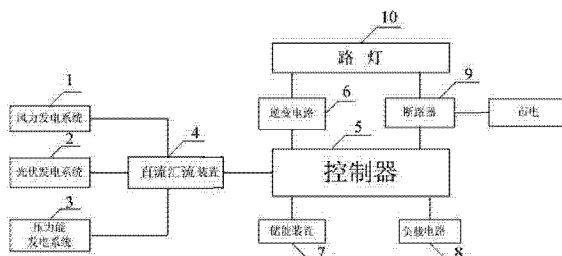 10
路灯
1
风力发电系统
6
逆变电路
9
断路器
市电
2
光伏发电系统
4
直流汇流装置
5
控制器
3
压力能
发电系统
储能装置
7
负载电路
8